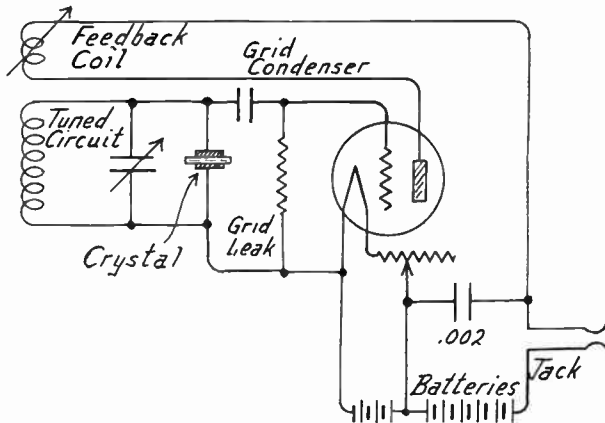 Feedback
Coil
Grid
Condenser
Tuned
Circuit
Crystal
Grid
Leak
.002
Batteries
Jack